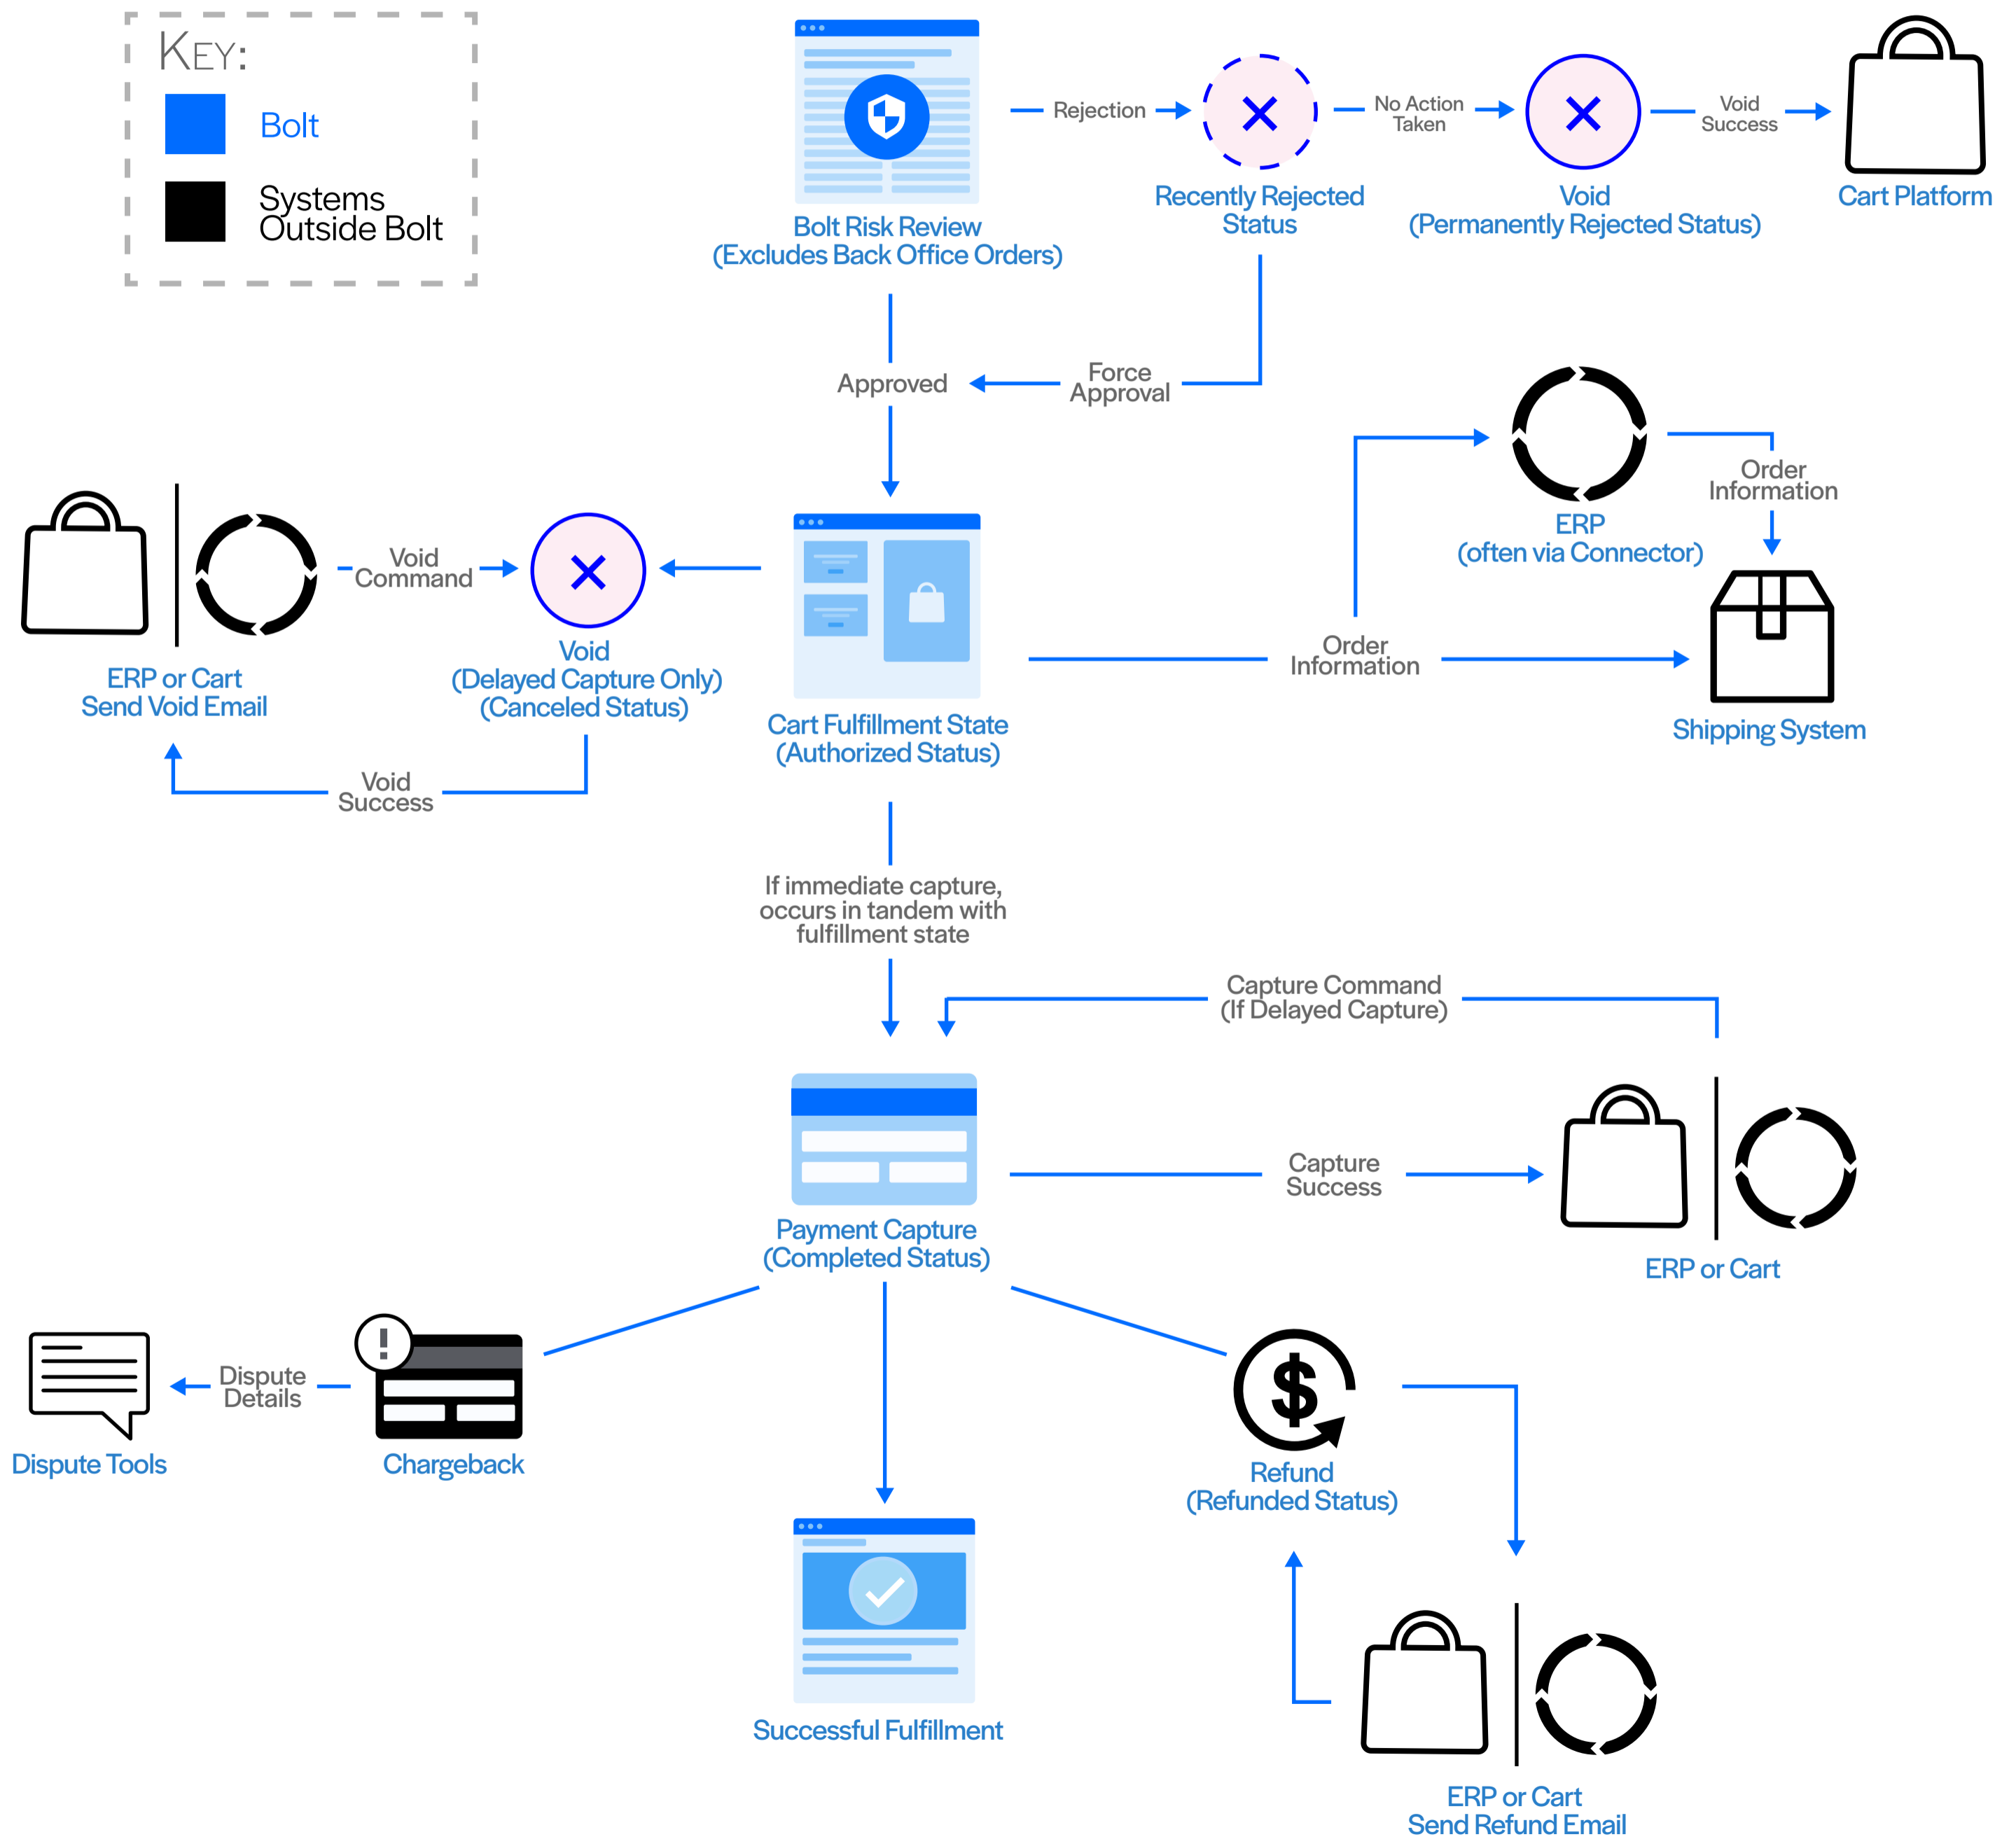 KEY:
Bolt
Systems
Outside Bolt
Bolt Risk Review
(Excludes Back Office Orders)
Rejection
Recently Rejected
Status
No Action
Taken
Void
(Permanently Rejected Status)
Void
Success
Cart Platform
Approved
Force
Approval
ERP
(often via Connector)
Order
Information
Void
Command
ERP or Cart
Send Void Email
Void
(Delayed Capture Only)
(Canceled Status)
Void
Success
Cart Fulfillment State
(Authorized Status)
Order
Information
Shipping System
If immediate capture,
occurs in tandem with
fulfillment state
Capture Command
(If Delayed Capture)
Payment Capture
(Completed Status)
Capture
Success
ERP or Cart
Dispute Tools
Dispute
Details
!
Chargeback
$
Refund
(Refunded Status)
Successful Fulfillment
ERP or Cart
Send Refund Email